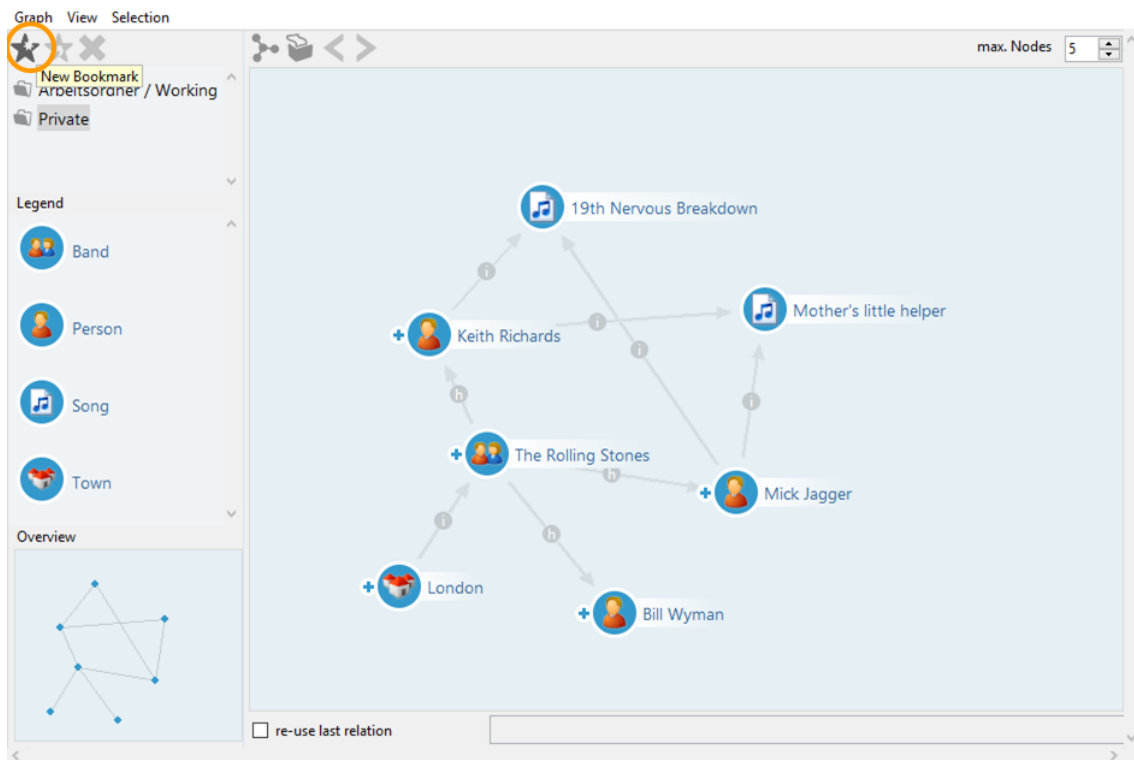 Graph View Selection
max. Nodes 5
New Bookmark
Arbeitsordner / Working
Private
Legend
Band
Person
Song
Town
Overview
19th Nervous Breakdown
i
Mother's little helper
Keith Richards
i
i
h
i
The Rolling Stones
h
Mick Jagger
i
h
London
Bill Wyman
re-use last relation